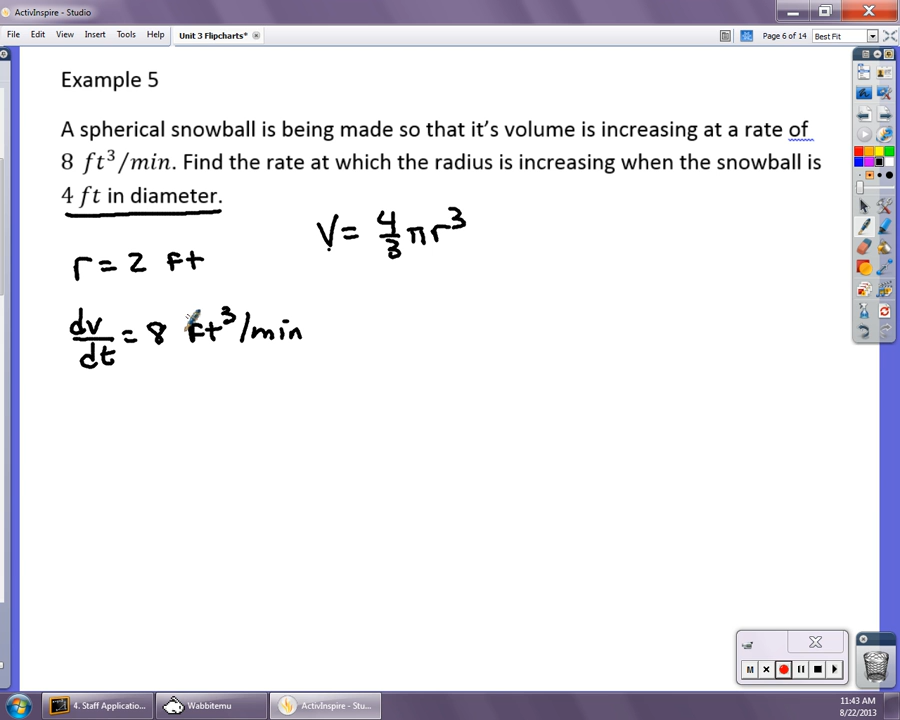 ActivInspire - Studio
File Edit View Insert Tools Help Unit 3 Flipcharts* Page 6 of 14 Best Fit
Example 5
A spherical snowball is being made so that it's volume is increasing at a rate of
8 ft³/min. Find the rate at which the radius is increasing when the snowball is
4 ft in diameter.
V = 4/3 πr³
r = 2 ft
dv/dt = 8 ft³/min
M
4. Staff Applicatio... Wabbitemu ActivInspire - Stu...
11:43 AM
8/22/2013